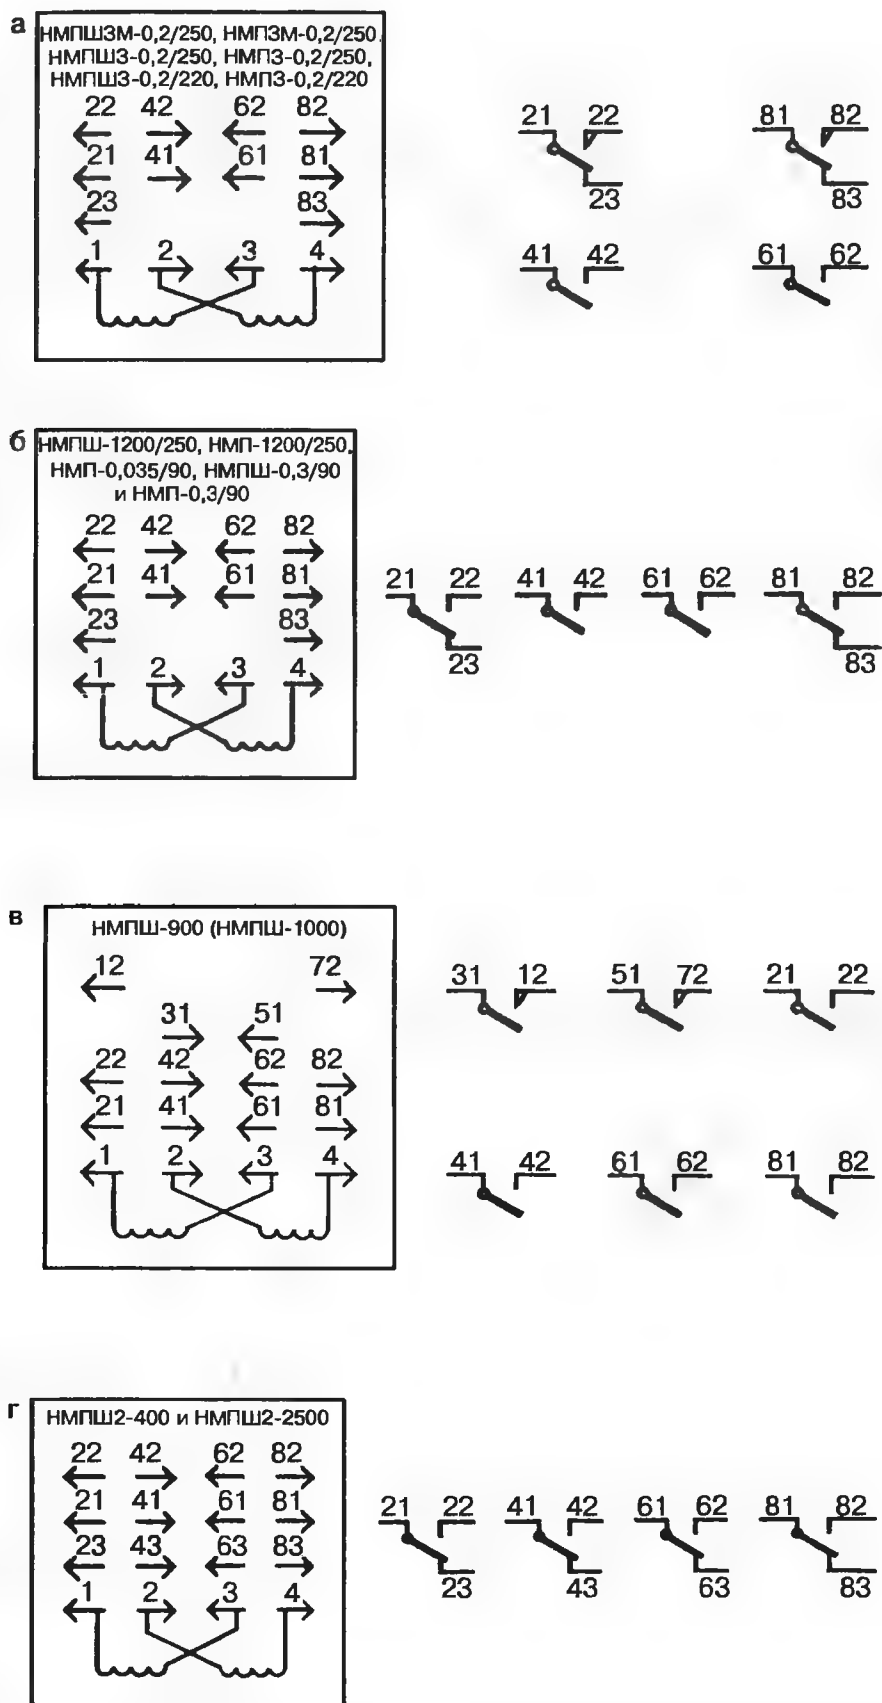 а
НМПШ3М-0,2/250, НМП3М-0,2/250,
НМПШ3-0,2/250, НМП3-0,2/250,
НМПШ3-0,2/220, НМП3-0,2/220
22 42 62 82
21 41 61 81
23 83
1 2 3 4
21 22 81 82
23 83
41 42 61 62
б
НМПШ-1200/250, НМП-1200/250,
НМП-0,035/90, НМПШ-0,3/90
и НМП-0,3/90
22 42 62 82
21 41 61 81
23 83
1 2 3 4
21 22 41 42 61 62 81 82
23 83
в
НМПШ-900 (НМПШ-1000)
12 72
31 51
22 42 62 82
21 41 61 81
1 2 3 4
31 12 51 72 21 22
41 42 61 62 81 82
г
НМПШ2-400 и НМПШ2-2500
22 42 62 82
21 41 61 81
23 43 63 83
1 2 3 4
21 22 41 42 61 62 81 82
23 43 63 83